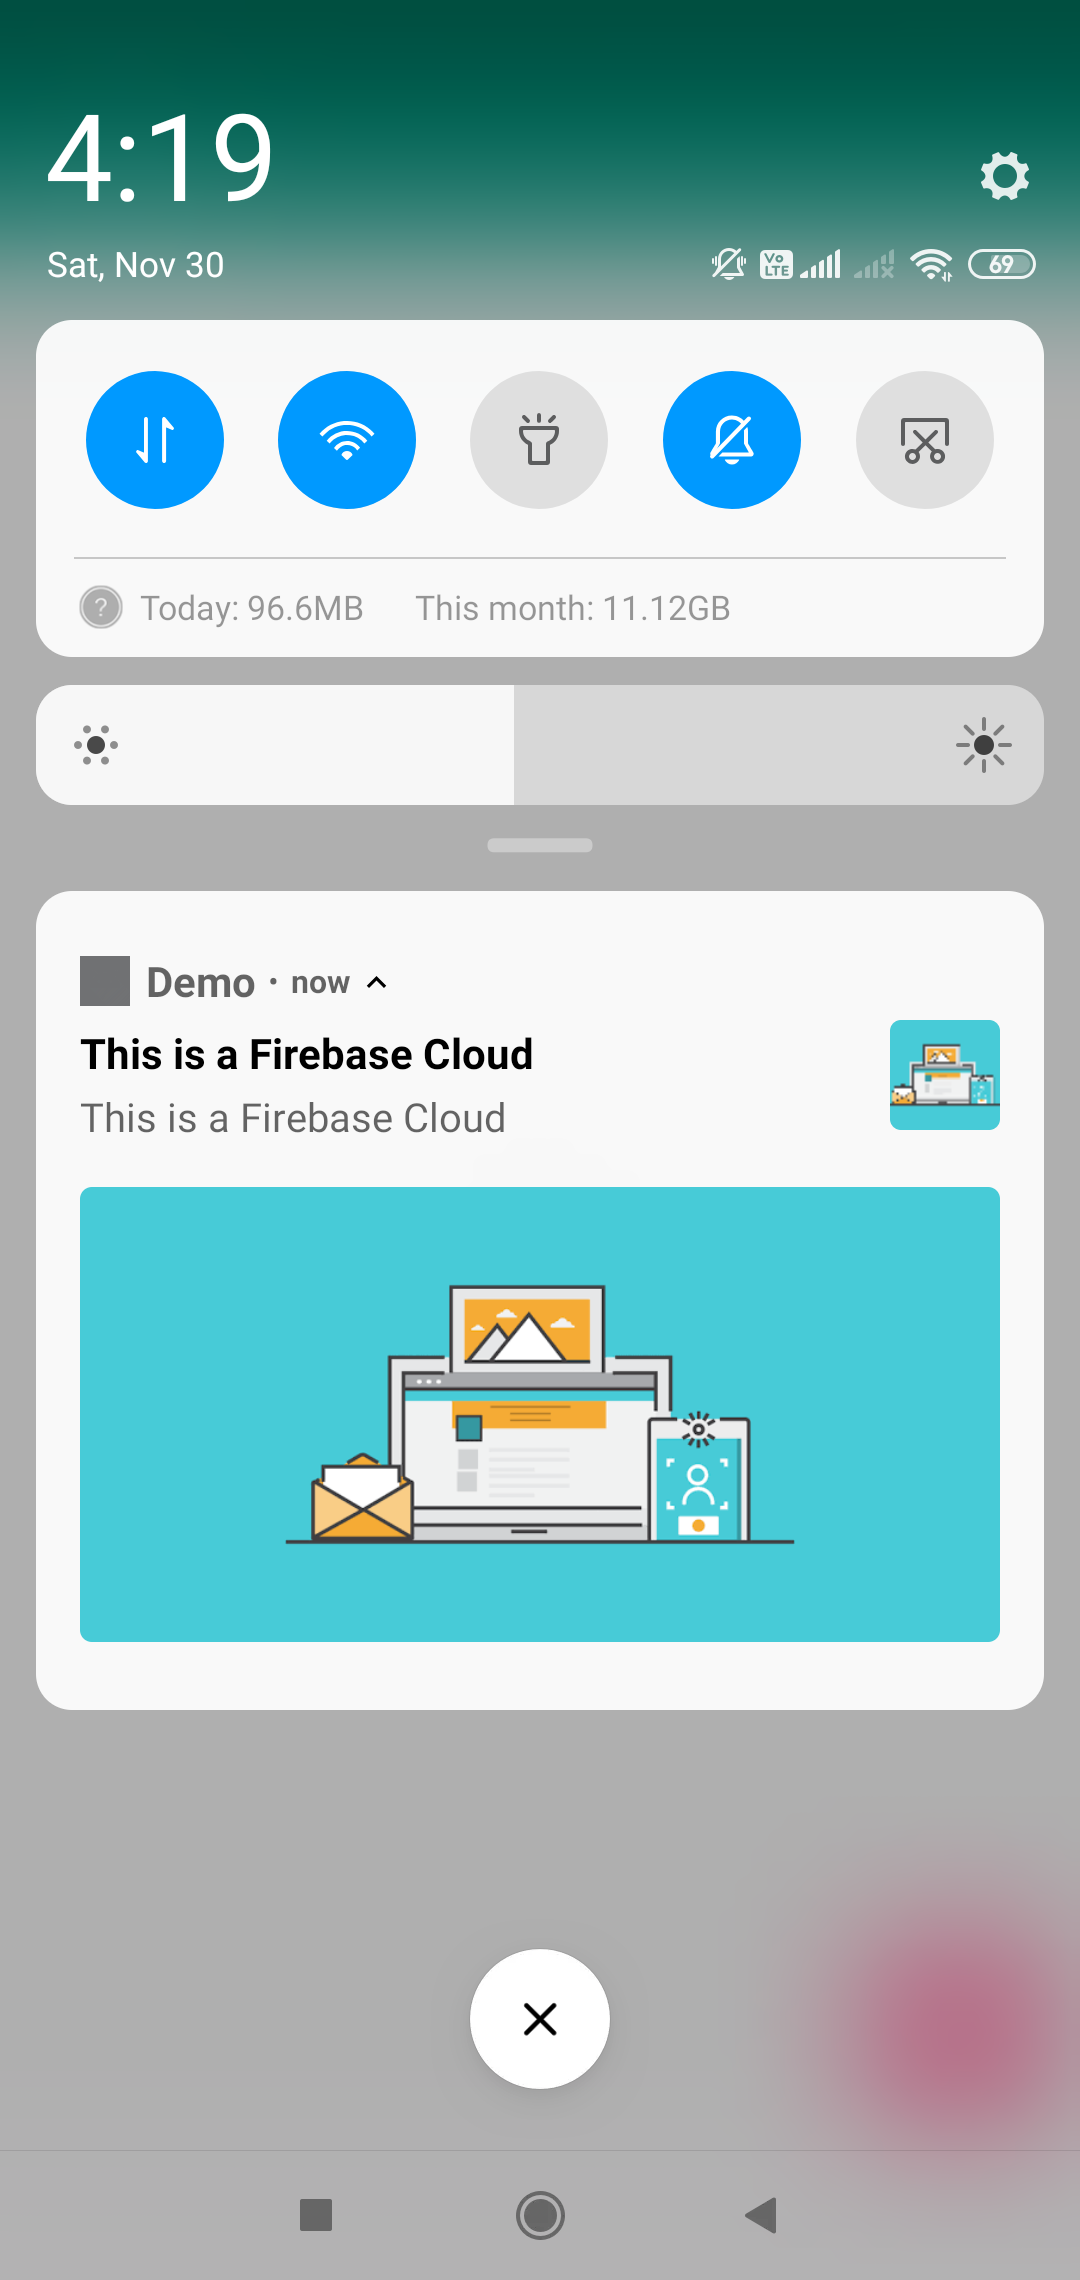 4:19
Sat, Nov 30
Vo LTE
69
? Today: 96.6MB This month: 11.12GB
Demo · now
This is a Firebase Cloud
This is a Firebase Cloud